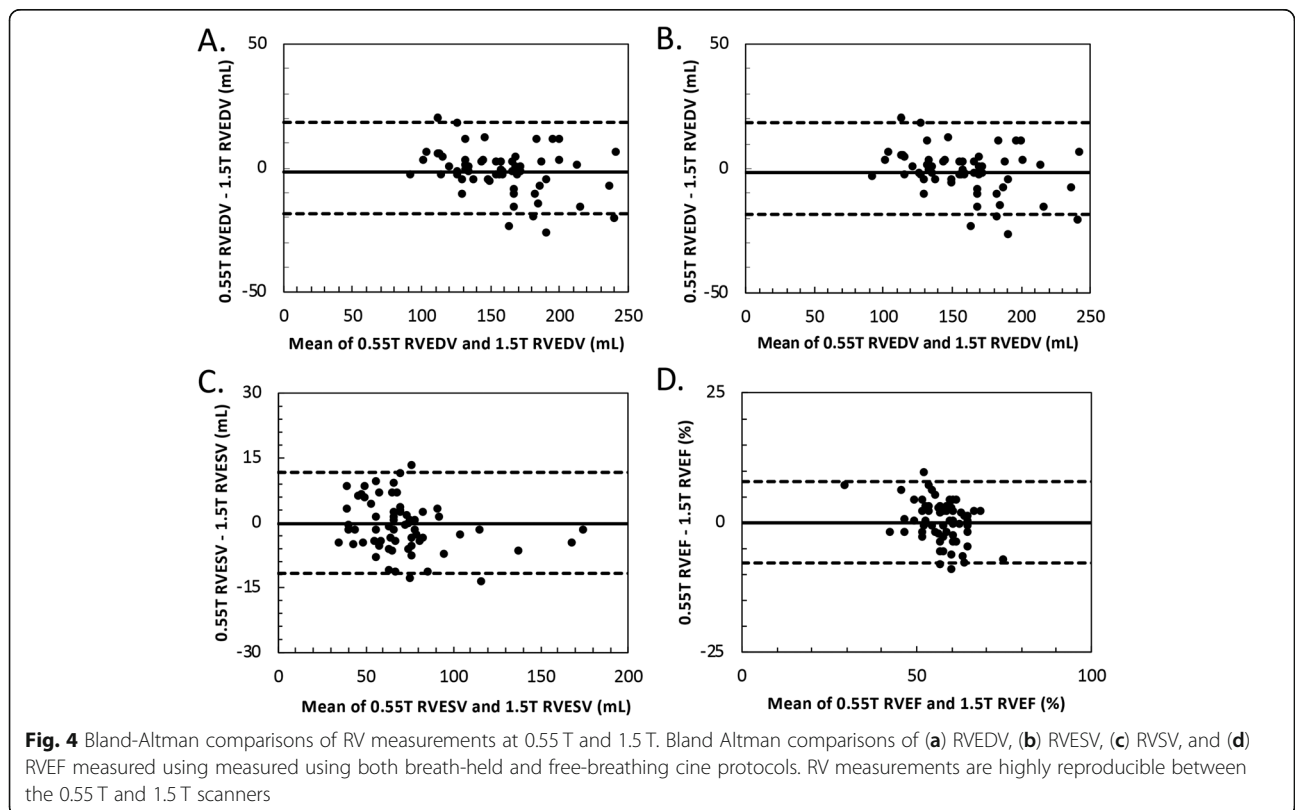 A.
50
0
-50
0.55T RVEDV - 1.5T RVEDV (mL)
0 50 100 150 200 250
Mean of 0.55T RVEDV and 1.5T RVEDV (mL)
B.
50
0
-50
0.55T RVEDV - 1.5T RVEDV (mL)
0 50 100 150 200 250
Mean of 0.55T RVEDV and 1.5T RVEDV (mL)
C.
30
15
0
-15
-30
0.55T RVESV - 1.5T RVESV (mL)
0 50 100 150 200
Mean of 0.55T RVESV and 1.5T RVESV (mL)
D.
25
0
-25
0.55T RVEF - 1.5T RVEF (%)
0 50 100
Mean of 0.55T RVEF and 1.5T RVEF (%)
Fig. 4 Bland-Altman comparisons of RV measurements at 0.55 T and 1.5 T. Bland Altman comparisons of (a) RVEDV, (b) RVESV, (c) RVSV, and (d)
RVEF measured using measured using both breath-held and free-breathing cine protocols. RV measurements are highly reproducible between
the 0.55 T and 1.5 T scanners